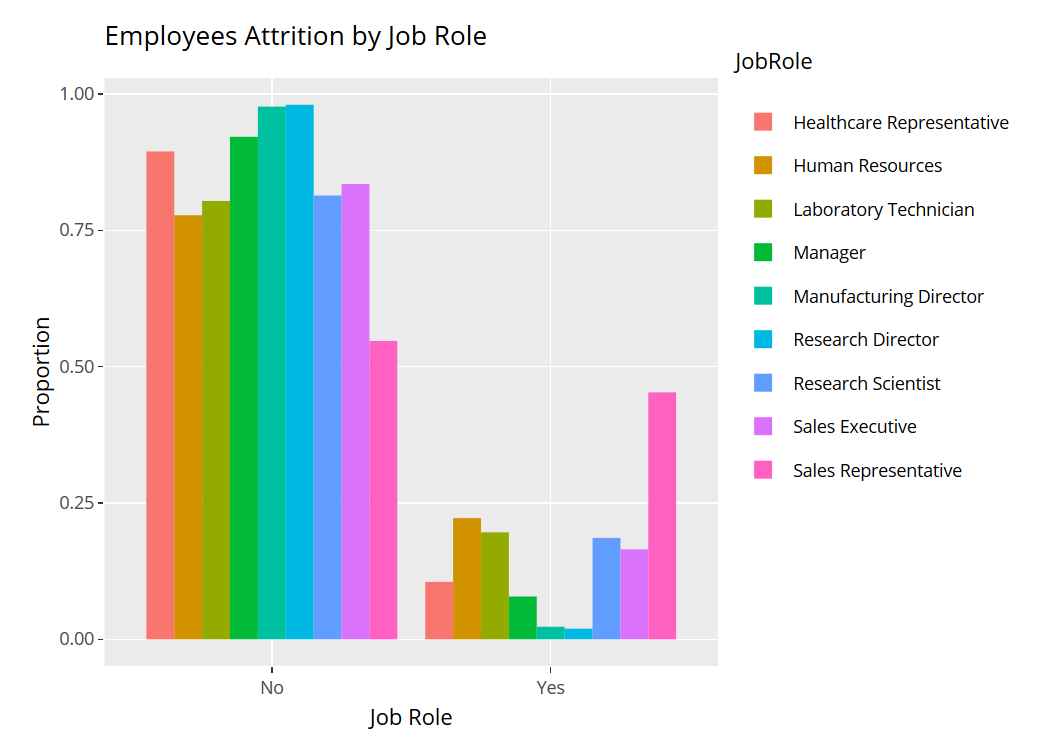 Employees Attrition by Job Role
Proportion
1.00
0.75
0.50
0.25
0.00
No
Yes
Job Role
JobRole
Healthcare Representative
Human Resources
Laboratory Technician
Manager
Manufacturing Director
Research Director
Research Scientist
Sales Executive
Sales Representative